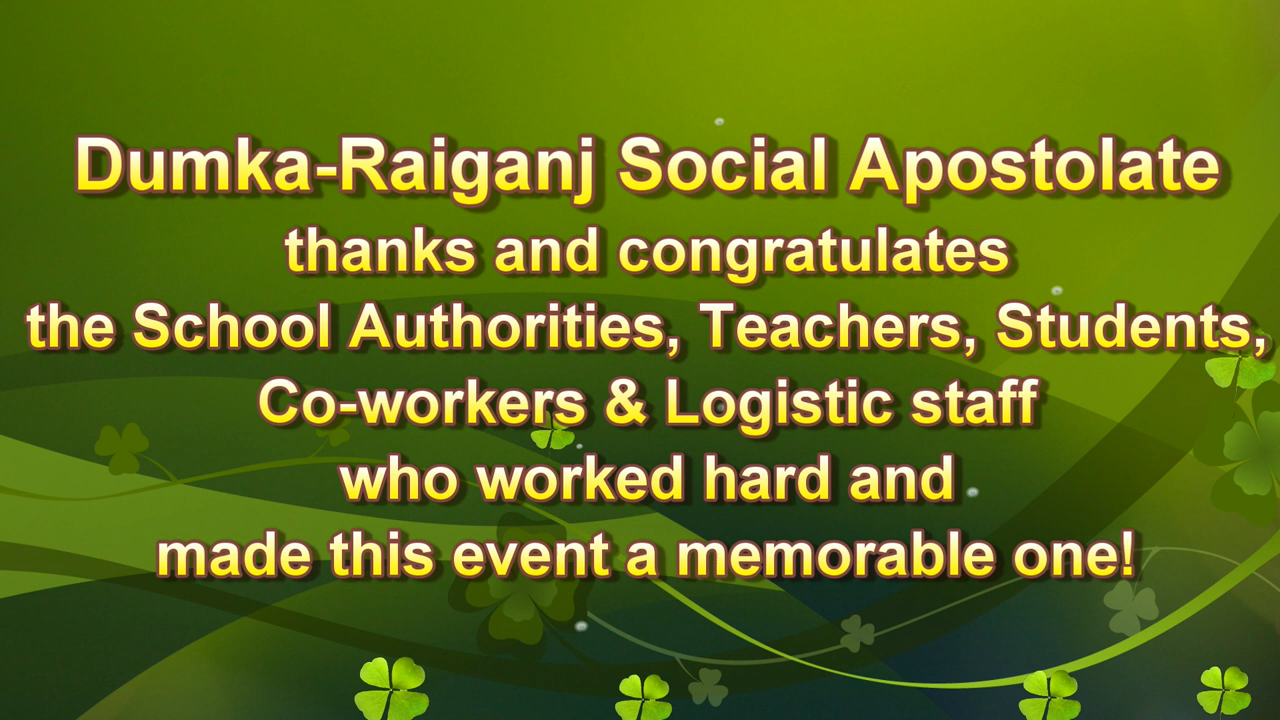 Dumka-Raiganj Social Apostolate
thanks and congratulates
the School Authorities, Teachers, Students,
Co-workers & Logistic staff
who worked hard and
made this event a memorable one!